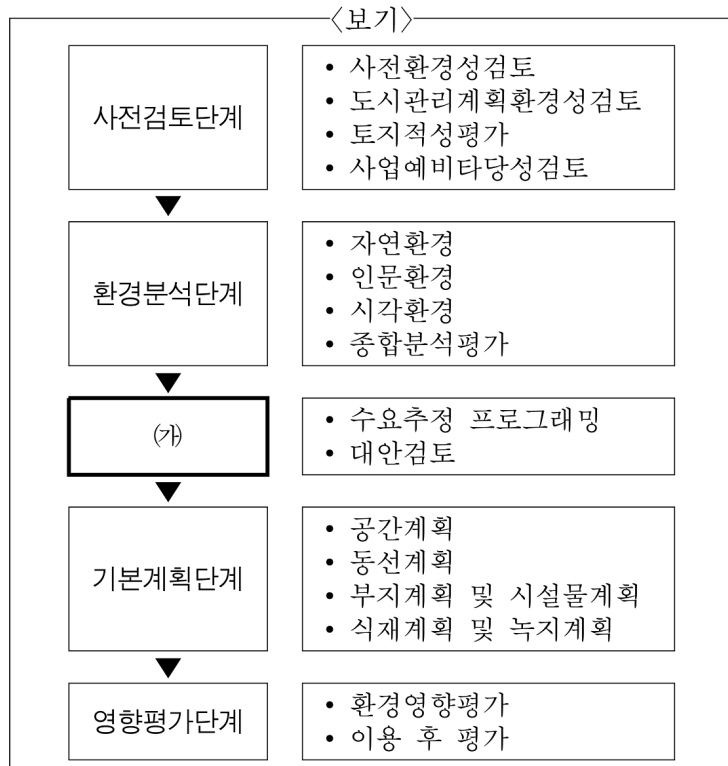 〈보기〉
사전검토단계
• 사전환경성검토
• 도시관리계획환경성검토
• 토지적성평가
• 사업예비타당성검토
환경분석단계
• 자연환경
• 인문환경
• 시각환경
• 종합분석평가
㈎
• 수요추정 프로그래밍
• 대안검토
기본계획단계
• 공간계획
• 동선계획
• 부지계획 및 시설물계획
• 식재계획 및 녹지계획
영향평가단계
• 환경영향평가
• 이용 후 평가